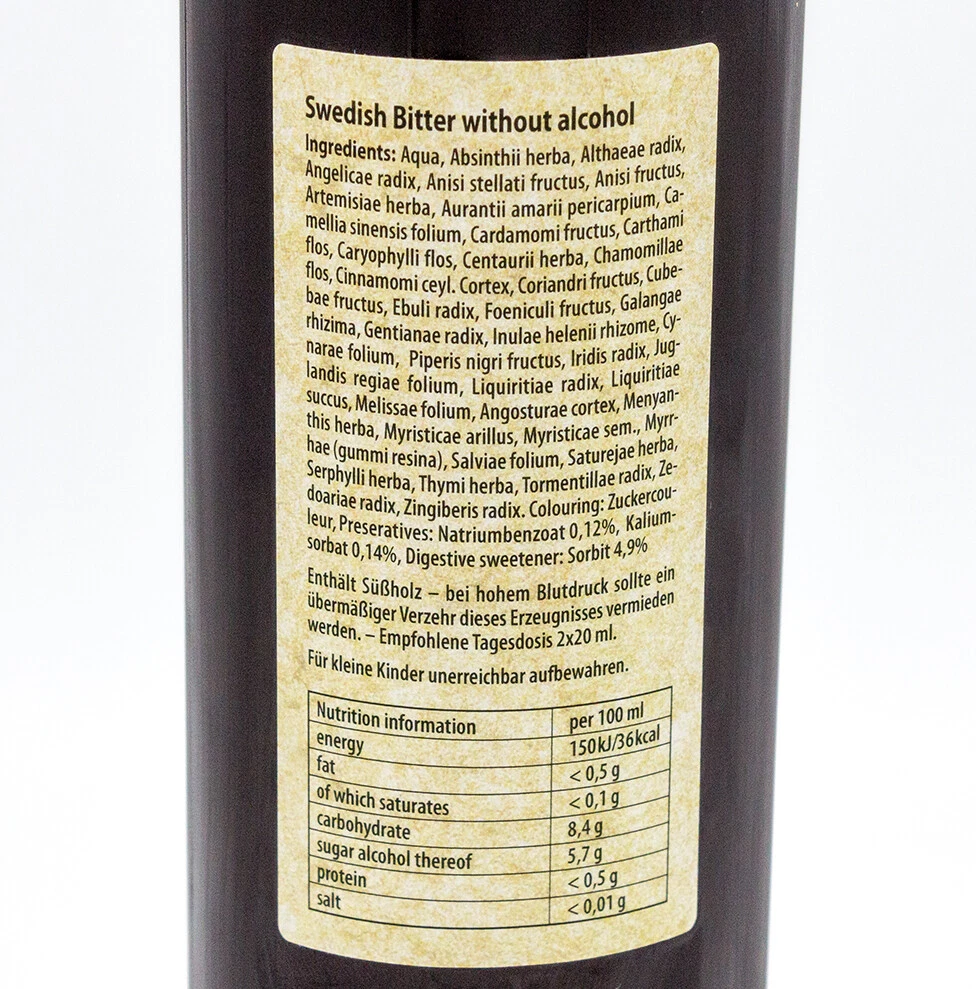 Swedish Bitter without alcohol
Ingredients: Aqua, Absinthii herba, Althaeae radix,
Angelicae radix, Anisi stellati fructus, Anisi fructus,
Artemisiae herba, Aurantii amarii pericarpium, Ca-
mellia sinensis folium, Cardamomi fructus, Carthami
flos, Caryophylli flos, Centaurii herba, Chamomillae
flos, Cinnamomi ceyl. Cortex, Coriandri fructus, Cube-
bae fructus, Ebuli radix, Foeniculi fructus, Galangae
rhizima, Gentianae radix, Inulae helenii rhizome, Cy-
narae folium, Piperis nigri fructus, Iridis radix, Jug-
landis regiae folium, Liquiritiae radix, Liquiritiae
succus, Melissae folium, Angosturae cortex, Menyan-
this herba, Myristicae arillus, Myristicae sem., Myrr-
hae (gummi resina), Salviae folium, Saturejae herba,
Serphylli herba, Thymi herba, Tormentillae radix, Ze-
doariae radix, Zingiberis radix. Colouring: Zuckercou-
leur, Preseratives: Natriumbenzoat 0,12%, Kalium-
sorbat 0,14%, Digestive sweetener: Sorbit 4,9%
Enthält Süßholz – bei hohem Blutdruck sollte ein
übermäßiger Verzehr dieses Erzeugnisses vermieden
werden. – Empfohlene Tagesdosis 2x20 ml.
Für kleine Kinder unerreichbar aufbewahren.
Nutrition information per 100 ml
energy 150kJ/36kcal
fat < 0,5 g
of which saturates < 0,1 g
carbohydrate 8,4 g
sugar alcohol thereof 5,7 g
protein < 0,5 g
salt < 0,01 g